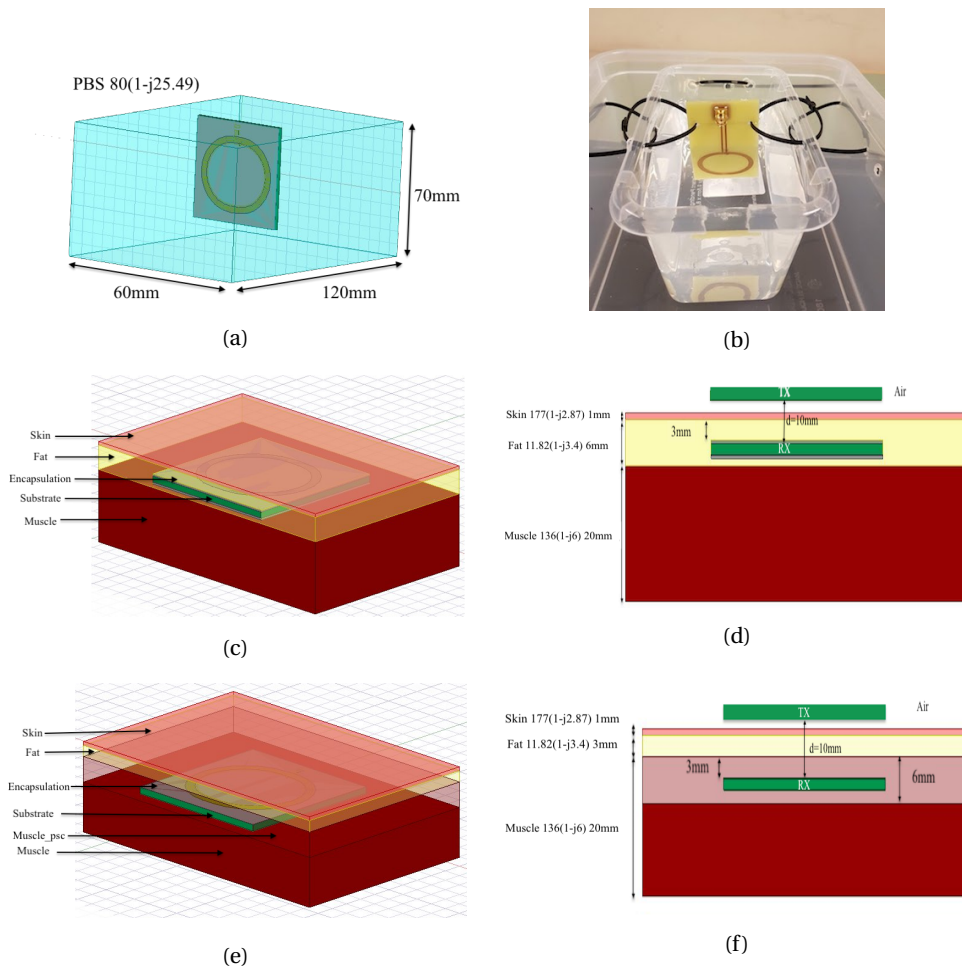 PBS 80(1-j25.49)
70mm
60mm
120mm
(a)
(b)
Skin
Fat
Encapsulation
Substrate
Muscle
(c)
TX
Air
Skin 177(1-j2.87) 1mm
d=10mm
3mm
Fat 11.82(1-j3.4) 6mm
RX
Muscle 136(1-j6) 20mm
(d)
Skin
Fat
Encapsulation
Substrate
Muscle_psc
Muscle
(e)
Air
TX
Skin 177(1-j2.87) 1mm
Fat 11.82(1-j3.4) 3mm
d=10mm
3mm
6mm
RX
Muscle 136(1-j6) 20mm
(f)